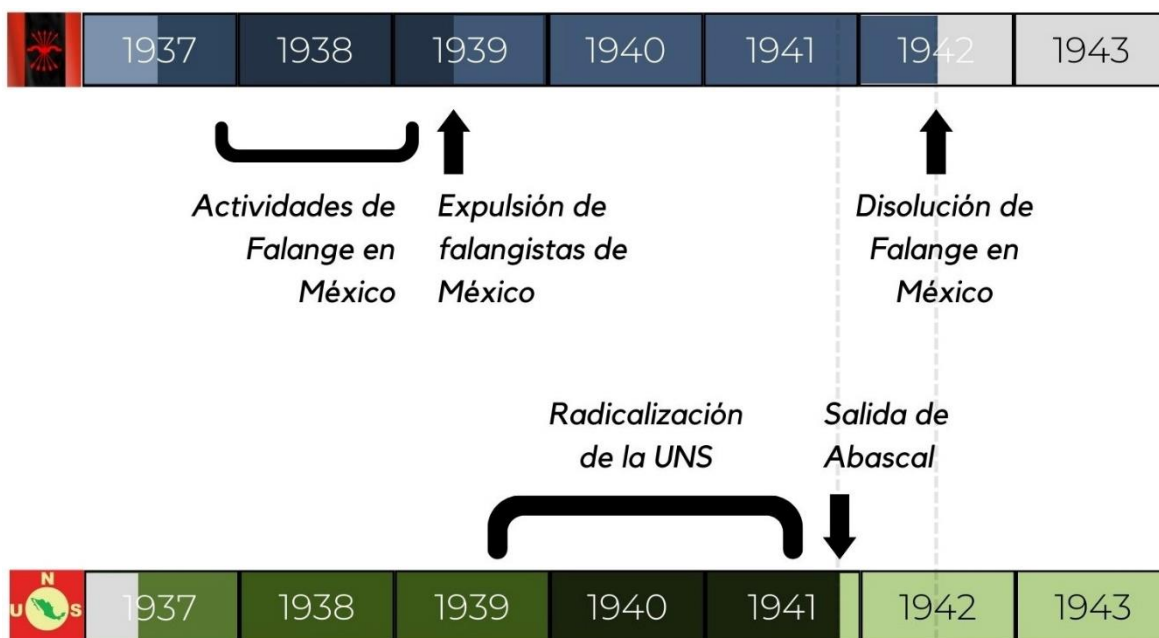 1937 1938 1939 1940 1941 1942 1943
Actividades de
Falange en
México
Expulsión de
falangistas de
México
Disolución de
Falange en
México
Radicalización
de la UNS
Salida de
Abascal
N
U S
1937 1938 1939 1940 1941 1942 1943